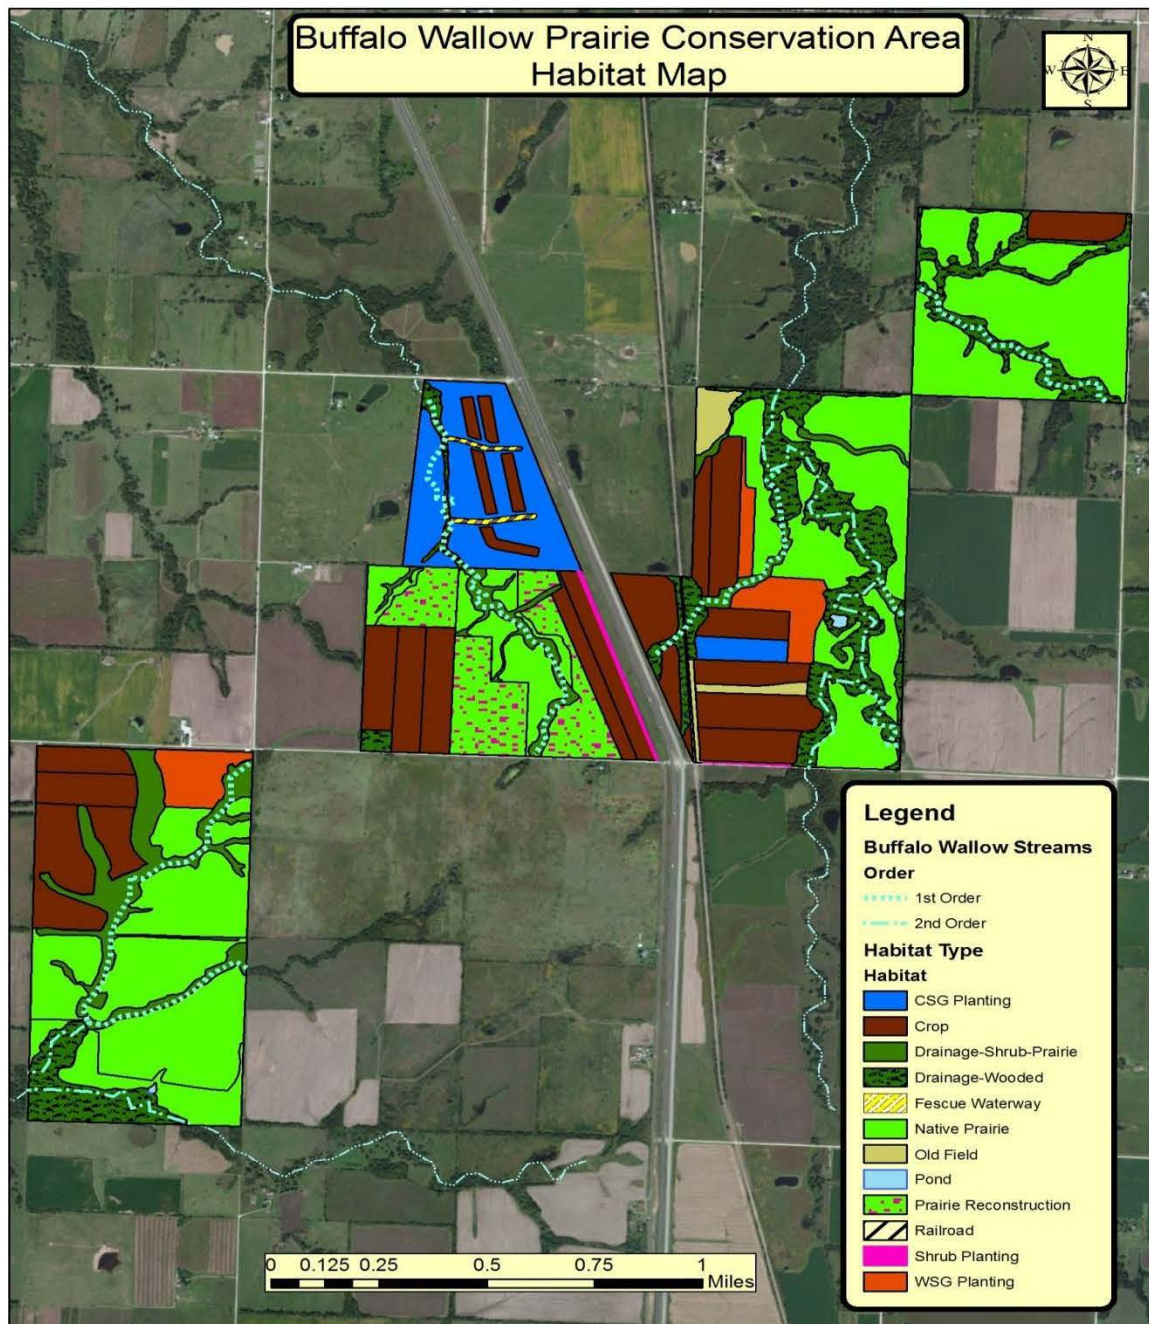 Buffalo Wallow Prairie Conservation Area
Habitat Map
N
W E
S
Legend
Buffalo Wallow Streams
Order
1st Order
2nd Order
Habitat Type
Habitat
CSG Planting
Crop
Drainage-Shrub-Prairie
Drainage-Wooded
Fescue Waterway
Native Prairie
Old Field
Pond
Prairie Reconstruction
Railroad
Shrub Planting
WSG Planting
0 0.125 0.25 0.5 0.75 1
Miles